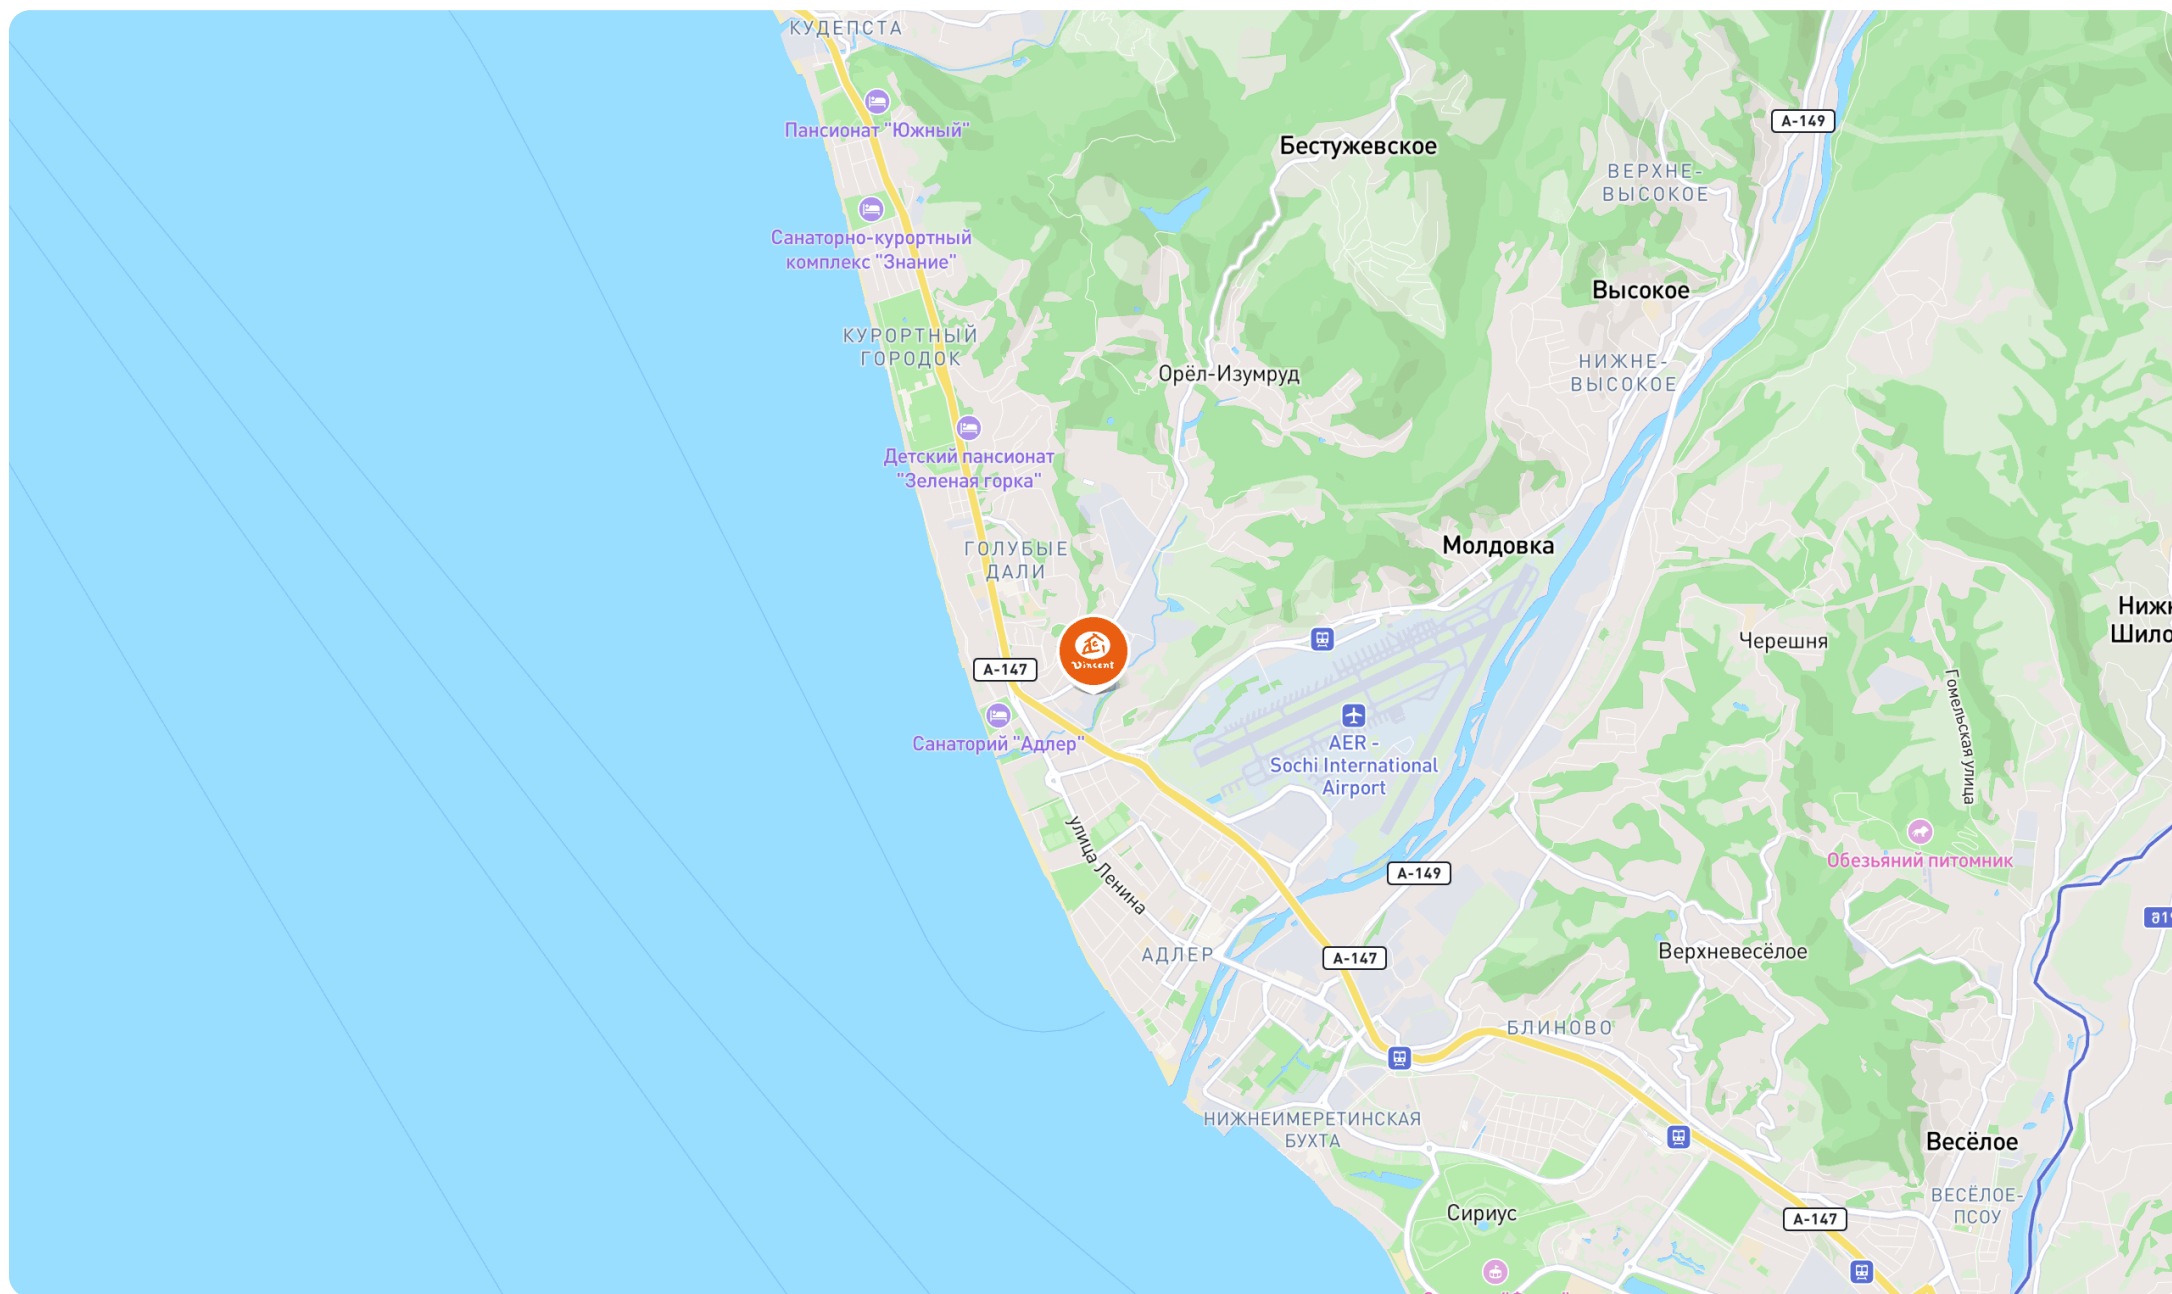 КУДЕПСТА
Пансионат "Южный"
А-149
Бестужевское
ВЕРХНЕ-
ВЫСОКОЕ
Санаторно-курортный
комплекс "Знание"
Высокое
КУРОРТНЫЙ
ГОРОДОК
НИЖНЕ-
ВЫСОКОЕ
Орёл-Изумруд
Детский пансионат
"Зеленая горка"
ГОЛУБЫЕ
ДАЛИ
Молдовка
Нижн
Шило
Черешня
Vincent
А-147
Гомельская улица
Санаторий "Адлер"
AER -
Sochi International
Airport
улица Ленина
Обезьяний питомник
А-149
АДЛЕР
А-147
Верхневесёлое
БЛИНОВО
НИЖНЕИМЕРЕТИНСКАЯ
БУХТА
Весёлое
ВЕСЁЛОЕ-
ПСОУ
Сириус
А-147